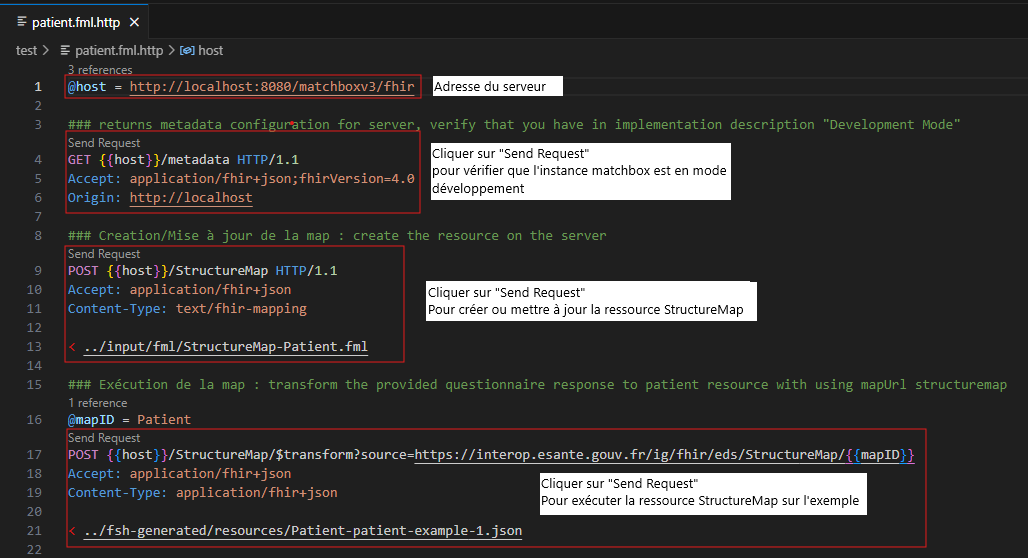 patient.fml.http ×
test > patient.fml.http > host
3 references
1 @host = http://localhost:8080/matchboxv3/fhir
Adresse du serveur
2
3 ### returns metadata configuration for server, verify that you have in implementation description "Development Mode"
Send Request
4 GET {{host}}/metadata HTTP/1.1
5 Accept: application/fhir+json;fhirVersion=4.0
6 Origin: http://localhost
Cliquer sur "Send Request"
pour vérifier que l'instance matchbox est en mode
développement
7
8 ### Creation/Mise à jour de la map : create the resource on the server
Send Request
9 POST {{host}}/StructureMap HTTP/1.1
10 Accept: application/fhir+json
11 Content-Type: text/fhir-mapping
12
13 < ../input/fml/StructureMap-Patient.fml
Cliquer sur "Send Request"
Pour créer ou mettre à jour la ressource StructureMap
14
15 ### Exécution de la map : transform the provided questionnaire response to patient resource with using mapUrl structuremap
1 reference
16 @mapID = Patient
Send Request
17 POST {{host}}/StructureMap/$transform?source=https://interop.esante.gouv.fr/ig/fhir/eds/StructureMap/{{mapID}}
18 Accept: application/fhir+json
19 Content-Type: application/fhir+json
20
21 < ../fsh-generated/resources/Patient-patient-example-1.json
Cliquer sur "Send Request"
Pour exécuter la ressource StructureMap sur l'exemple
22